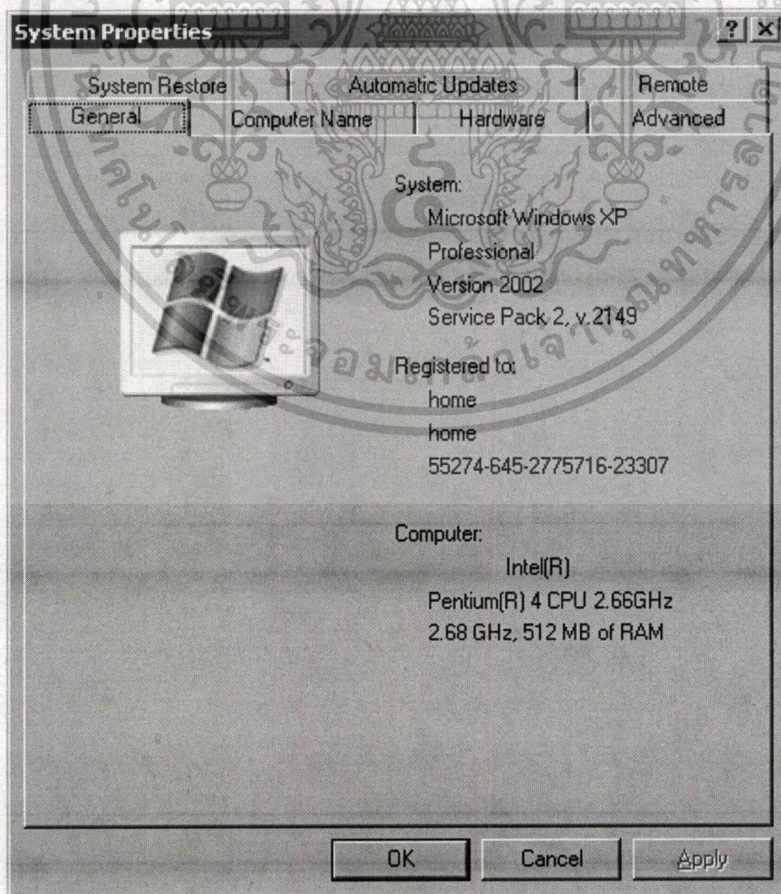 System Properties
System Restore
Automatic Updates
Remote
General
Computer Name
Hardware
Advanced
System:
Microsoft Windows XP
Professional
Version 2002
Service Pack 2, v.2149
Registered to:
home
home
55274-645-2775716-23307
Computer:
Intel(R)
Pentium(R) 4 CPU 2.66GHz
2.68 GHz, 512 MB of RAM
OK
Cancel
Apply